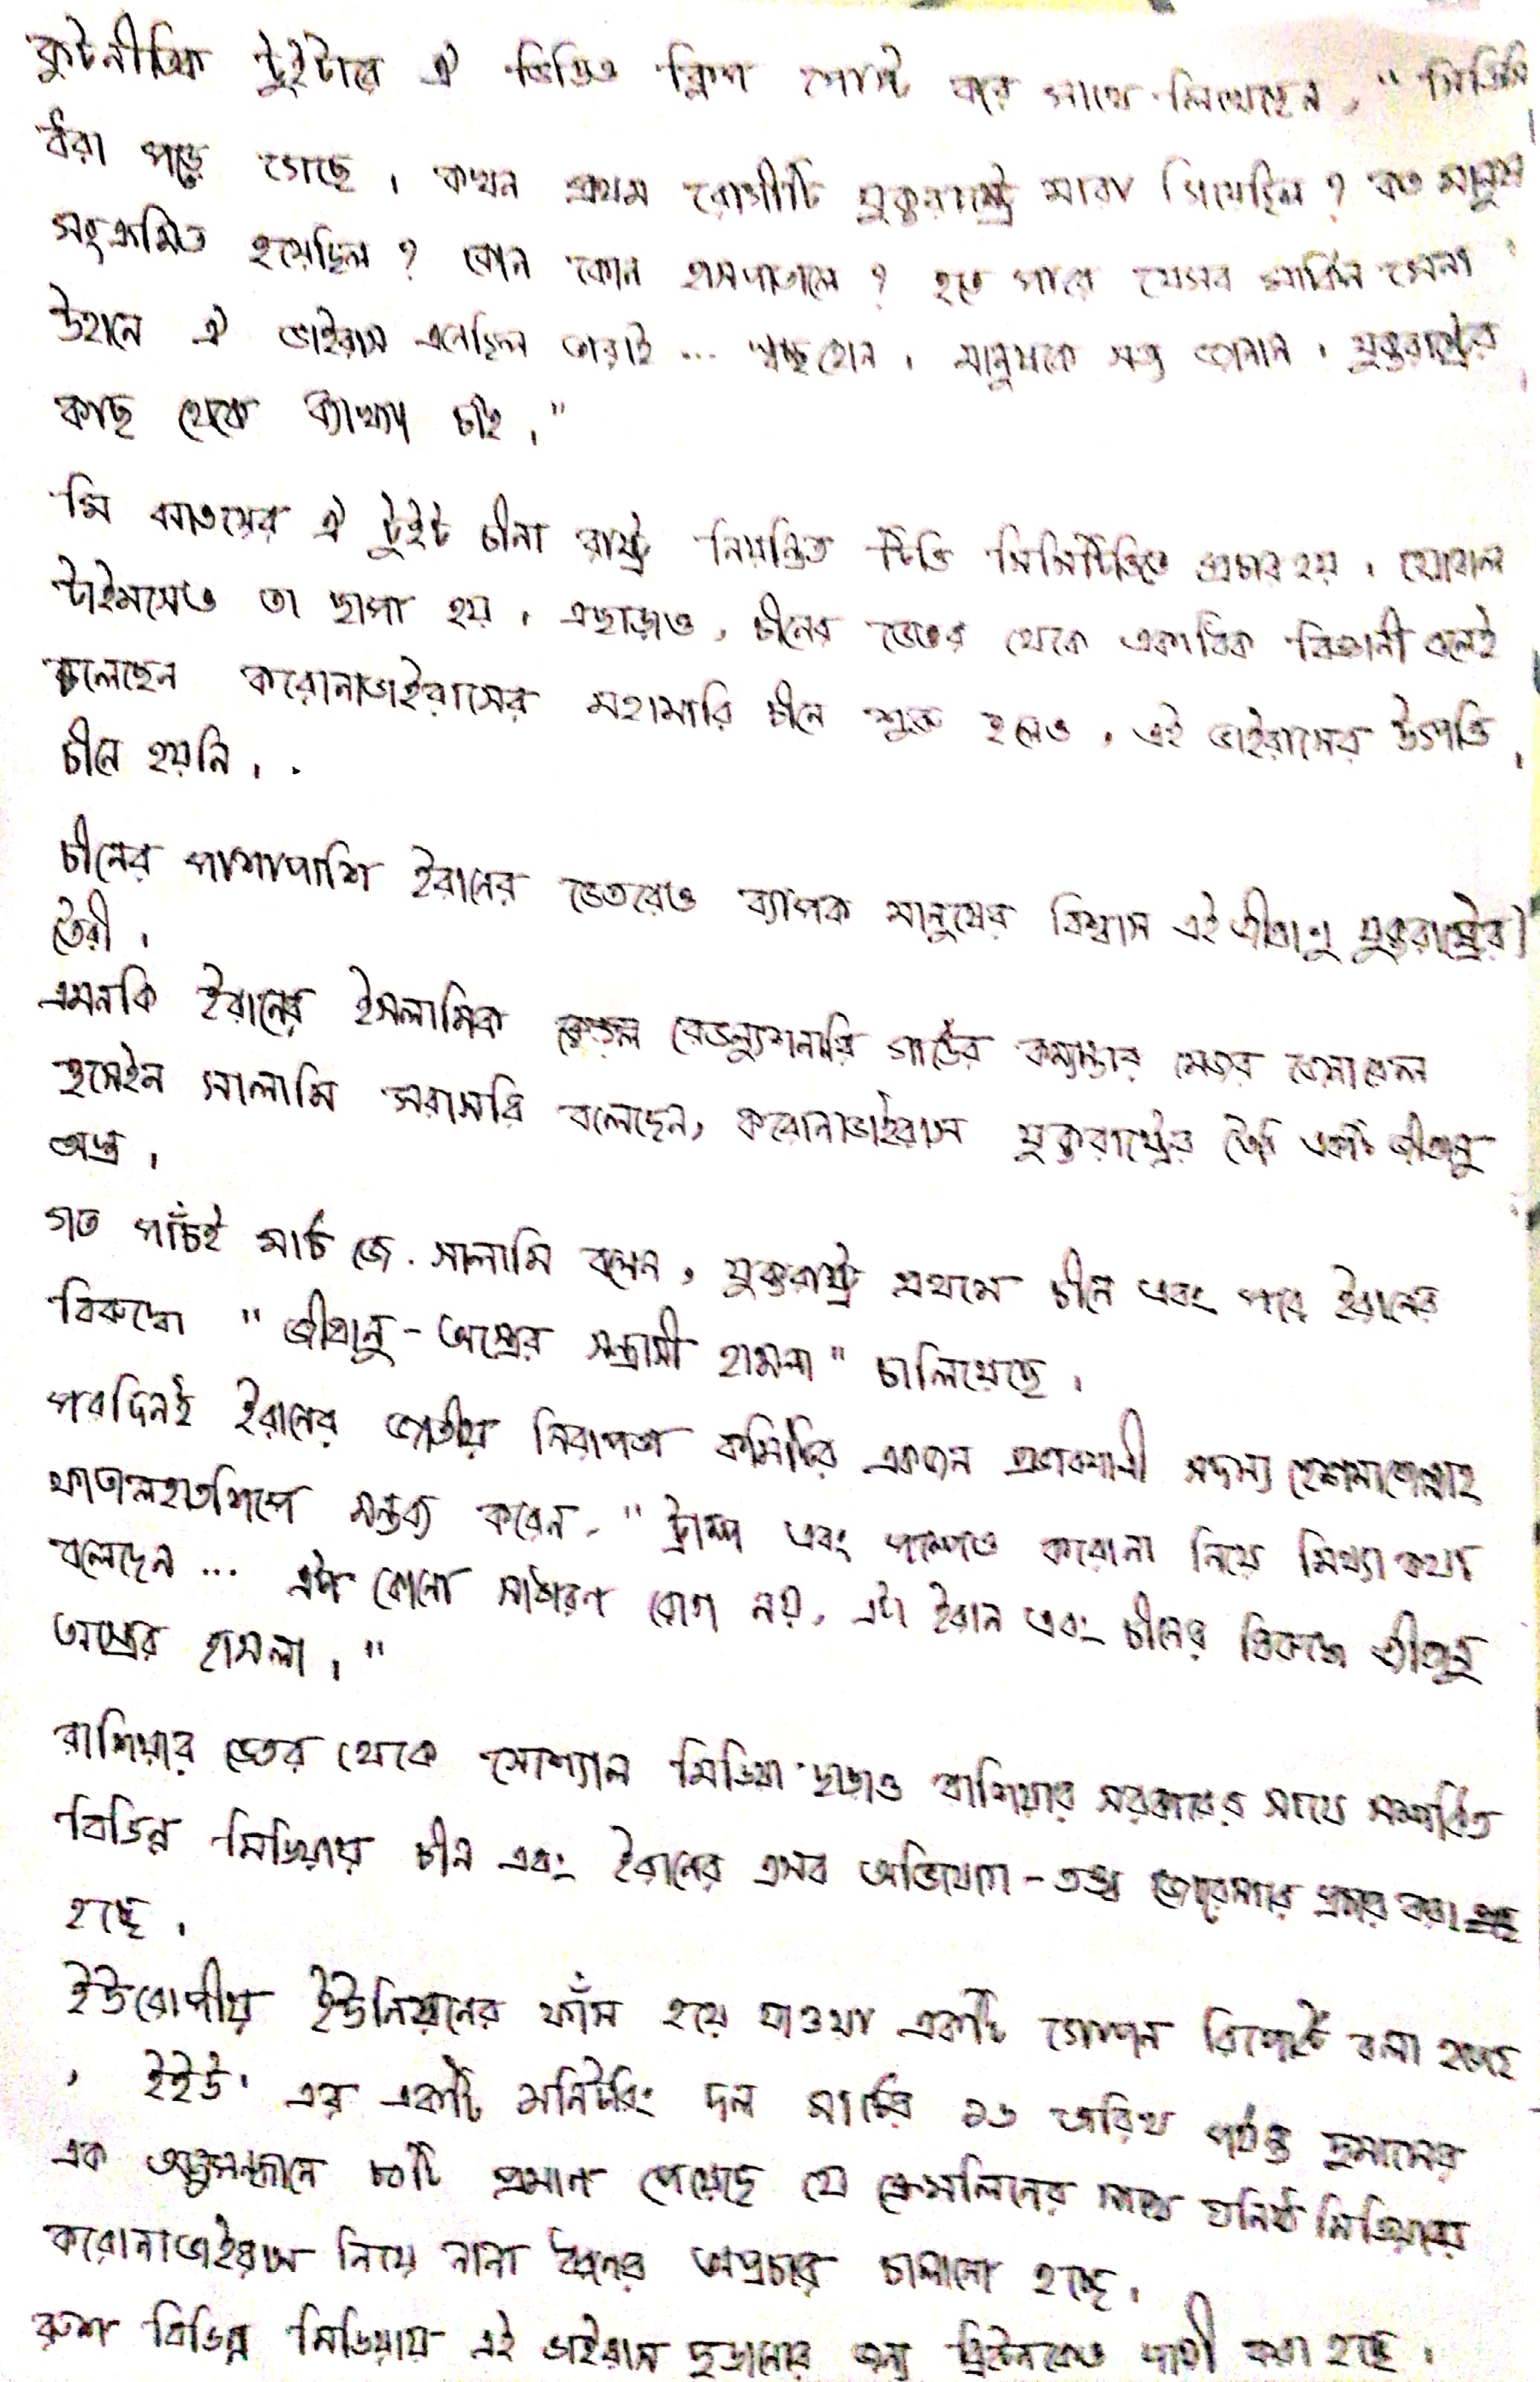 কুটনীতিক টুইটারে ঐ ভিডিও ক্লিপ পোস্ট করে সাথে লিখেছেন, " সিডিসি
ধরা পড়ে গেছে। কখন প্রথম রোগীটি যুক্তরাষ্ট্রে মারা গিয়েছিল ? কত মানুষ
সংক্রমিত হয়েছিল ? কোন কোন হাসপাতালে ? হতে পারে যেসব মার্কিন সেনা
উহানে ঐ ভাইরাস এনেছিল তারাই ... স্বচ্ছ হোন। মানুষকে সত্য জানান। যুক্তরাষ্ট্রের
কাছ থেকে ব্যাখ্যা চাই।"
মি ঝাওয়ের ঐ টুইট চীনা রাষ্ট্র নিয়ন্ত্রিত টিভি সিসিটিভিতে প্রচার হয়। গ্লোবাল
টাইমসেও তা ছাপা হয়। এছাড়াও, চীনের ভেতর থেকে একাধিক বিজ্ঞানী বলেই
চলেছেন করোনাভাইরাসের মহামারি চীনে শুরু হলেও, এই ভাইরাসের উৎপত্তি
চীনে হয়নি।
চীনের পাশাপাশি ইরানের ভেতরেও ব্যাপক মানুষের বিশ্বাস এই জীবাণু যুক্তরাষ্ট্রের
তৈরী।
এমনকি ইরানের ইসলামিক রেভল্যুশনারি গার্ডের কম্যান্ডার মেজর জেনারেল
হুসেইন সালামি সরাসরি বলেছেন, করোনাভাইরাস যুক্তরাষ্ট্রের তৈরি একটি জীবাণু
অস্ত্র।
গত পাঁচই মার্চ জে. সালামি বলেন, যুক্তরাষ্ট্র প্রথমে চীনে এবং পরে ইরানের
বিরুদ্ধে " জীবানু - অস্ত্রের সন্ত্রাসী হামলা" চালিয়েছে।
পরদিনই ইরানের জাতীয় নিরাপত্তা কমিটির একজন প্রভাবশালী সদস্য হেশমাতোল্লাহ
ফাতালহাতপিশে মন্তব্য করেন, " ট্রাম্প এবং পম্পেও করোনা নিয়ে মিথ্যা কথা
বলেছেন ... এটা কোনো সাধারণ রোগ নয়, এটা ইরান এবং চীনের বিরুদ্ধে জীবানু
অস্ত্রের হামলা। "
রাশিয়ার ভেতর থেকে সোশ্যাল মিডিয়া ছাড়াও রাশিয়ার সরকারের সাথে সম্পর্কিত
বিভিন্ন মিডিয়ায় চীন এবং ইরানের এসব অভিযোগ - তত্ত্ব জোরেসোরে প্রচার করা
হচ্ছে।
ইউরোপীয় ইউনিয়নের ফাঁস হয়ে যাওয়া একটি গোপন রিপোর্টে বলা হচ্ছে
, ইইউ' এর একটি মনিটরিং দল মার্চের ১৬ তারিখ পর্যন্ত দুমাসের
এক অনুসন্ধানে ৮০টি প্রমাণ পেয়েছে যে ক্রেমলিনের সাথে ঘনিষ্ঠ মিডিয়ায়
করোনাভাইরাস নিয়ে নানা ধরনের অপপ্রচার চালানো হচ্ছে।
রুশ বিভিন্ন মিডিয়ায় এই ভাইরাস ছড়ানোর জন্য ব্রিটেনকেও দায়ী করা হচ্ছে।